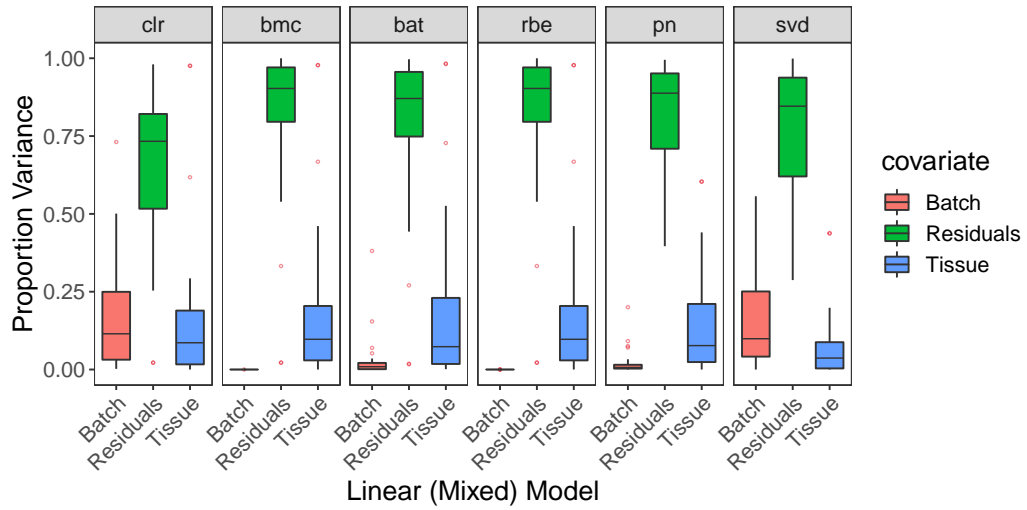 clr bmc bat rbe pn svd
Proportion Variance
1.00
0.75
0.50
0.25
0.00
Batch Residuals Tissue Batch Residuals Tissue Batch Residuals Tissue Batch Residuals Tissue Batch Residuals Tissue Batch Residuals Tissue
Linear (Mixed) Model
covariate
Batch
Residuals
Tissue